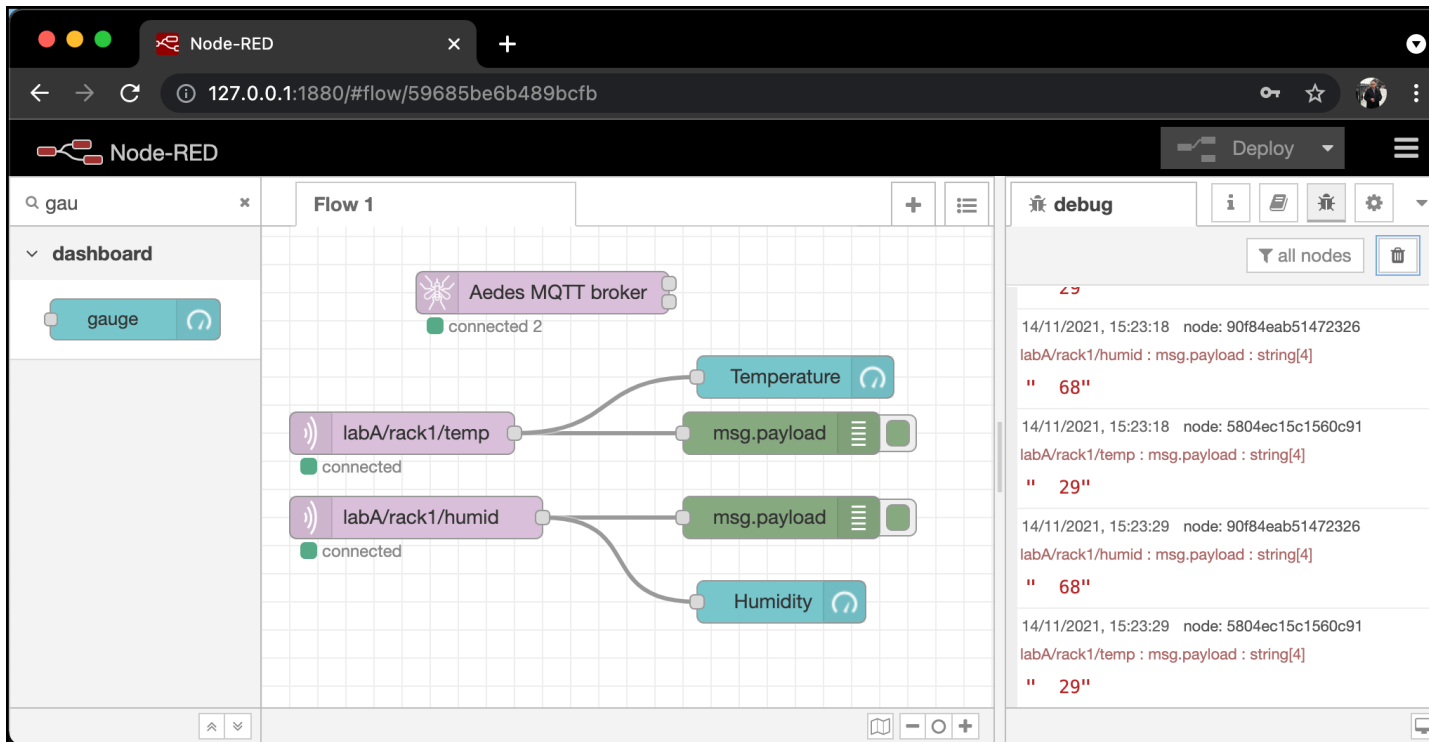 Node-RED
127.0.0.1:1880/#flow/59685be6b489bcfb
Node-RED
Deploy
gau
dashboard
gauge
Flow 1
Aedes MQTT broker
connected 2
Temperature
labA/rack1/temp
msg.payload
connected
labA/rack1/humid
msg.payload
connected
Humidity
debug
i
all nodes
29
14/11/2021, 15:23:18 node: 90f84eab51472326
labA/rack1/humid : msg.payload : string[4]
"  68"
14/11/2021, 15:23:18 node: 5804ec15c1560c91
labA/rack1/temp : msg.payload : string[4]
"  29"
14/11/2021, 15:23:29 node: 90f84eab51472326
labA/rack1/humid : msg.payload : string[4]
"  68"
14/11/2021, 15:23:29 node: 5804ec15c1560c91
labA/rack1/temp : msg.payload : string[4]
"  29"